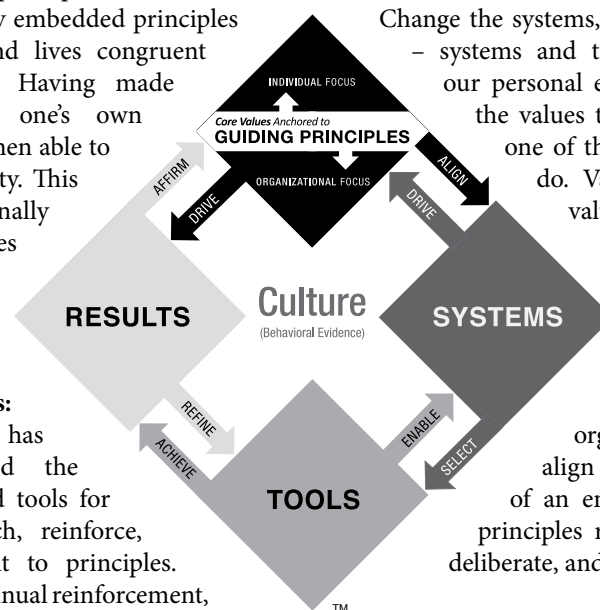 y embedded principles
nd lives congruent
Having made
one's own
hen able to
ty. This
nally
es
s:
has
d the
d tools for
ch, reinforce,
t to principles.
nual reinforcement,
Change the systems,
– systems and t
our personal e
the values t
one of th
do. Va
valu
org
align
of an en
principles r
deliberate, and
INDIVIDUAL FOCUS
Core Values Anchored to
GUIDING PRINCIPLES
ORGANIZATIONAL FOCUS
AFFIRM
DRIVE
ALIGN
DRIVE
RESULTS
Culture
(Behavioral Evidence)
SYSTEMS
REFINE
ACHIEVE
ENABLE
SELECT
TOOLS
TM